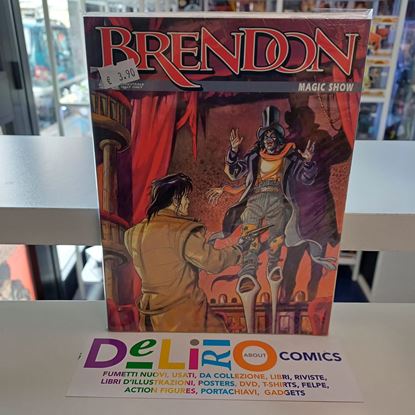 BRENDON
€ 3,90
MAGIC SHOW
DeLiRiO
ABOUT
COMICS
FUMETTI NUOVI, USATI, DA COLLEZIONE, LIBRI, RIVISTE,
LIBRI D'ILLUSTRAZIONI, POSTERS, DVD, T-SHIRTS, FELPE,
ACTION FIGURES, PORTACHIAVI, GADGETS